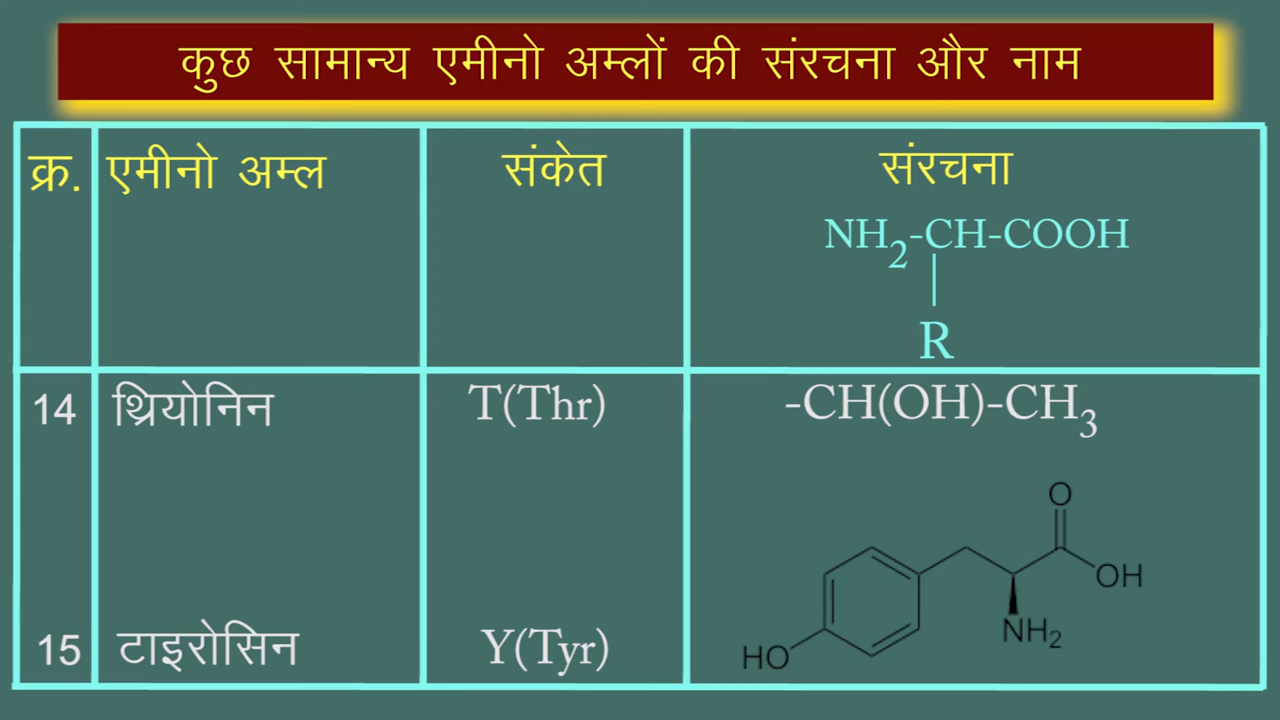 कुछ सामान्य एमीनो अम्लों की संरचना और नाम
क्र. एमीनो अम्ल संकेत संरचना
NH2-CH-COOH
R
14 थ्रियोनिन T(Thr) -CH(OH)-CH3
O
OH
NH2
HO
15 टाइरोसिन Y(Tyr)